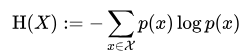 H(X) := − ∑_{x∈𝒳} p(x) log p(x)